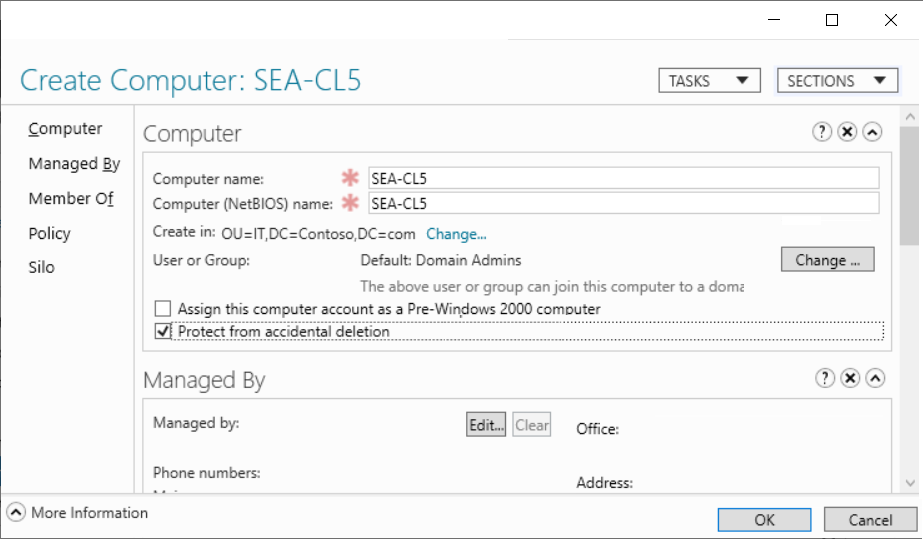 Create Computer: SEA-CL5
TASKS
SECTIONS
Computer
Managed By
Member Of
Policy
Silo
Computer
Computer name:
SEA-CL5
Computer (NetBIOS) name:
SEA-CL5
Create in: OU=IT,DC=Contoso,DC=com Change...
User or Group: Default: Domain Admins Change ...
The above user or group can join this computer to a
Assign this computer account as a Pre-Windows 2000 computer
Protect from accidental deletion
Managed By
Managed by: Edit... Clear Office:
Phone numbers:
Address:
More Information
OK Cancel